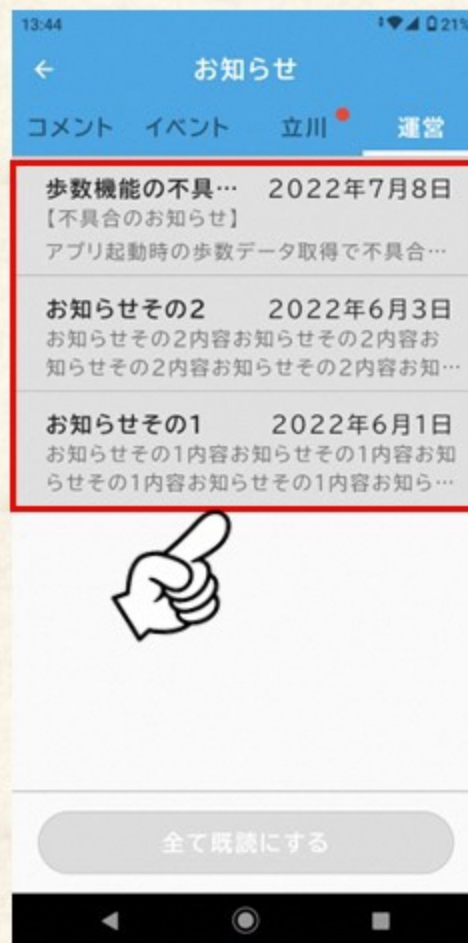 13:44 21%
← お知らせ
コメント イベント 立川 運営
歩数機能の不具… 2022年7月8日
【不具合のお知らせ】
アプリ起動時の歩数データ取得で不具合…
お知らせその2 2022年6月3日
お知らせその2内容お知らせその2内容お
知らせその2内容お知らせその2内容お知…
お知らせその1 2022年6月1日
お知らせその1内容お知らせその1内容お知
らせその1内容お知らせその1内容お知ら…
全て既読にする